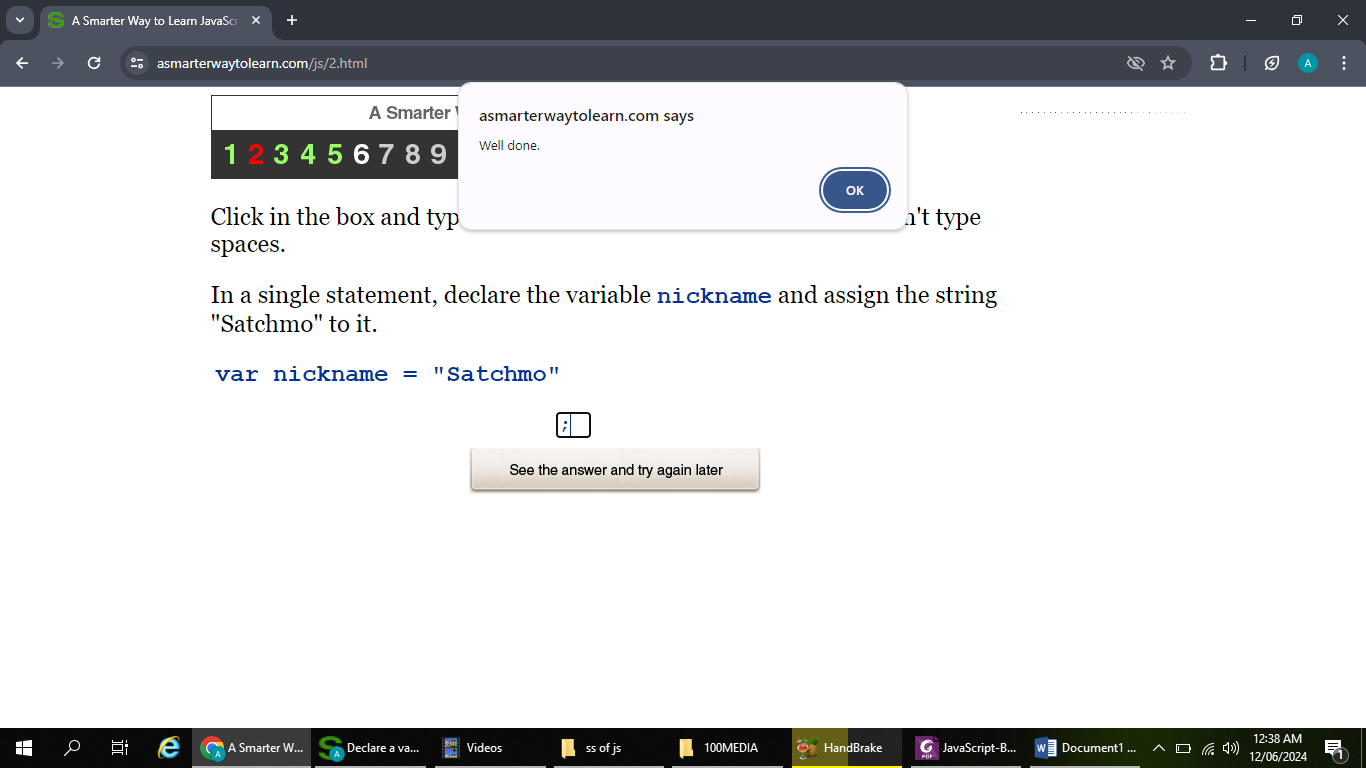 A Smarter Way to Learn JavaScr
asmarterwaytolearn.com/js/2.html
A
A Smarter
asmarterwaytolearn.com says
Well done.
OK
1 2 3 4 5 6 7 8 9
Click in the box and typ
n't type
spaces.
In a single statement, declare the variable nickname and assign the string
"Satchmo" to it.
var nickname = "Satchmo"
;
See the answer and try again later
A Smarter W...
Declare a va...
Videos
ss of js
100MEDIA
HandBrake
JavaScript-B...
Document1 ...
12:38 AM
12/06/2024
1